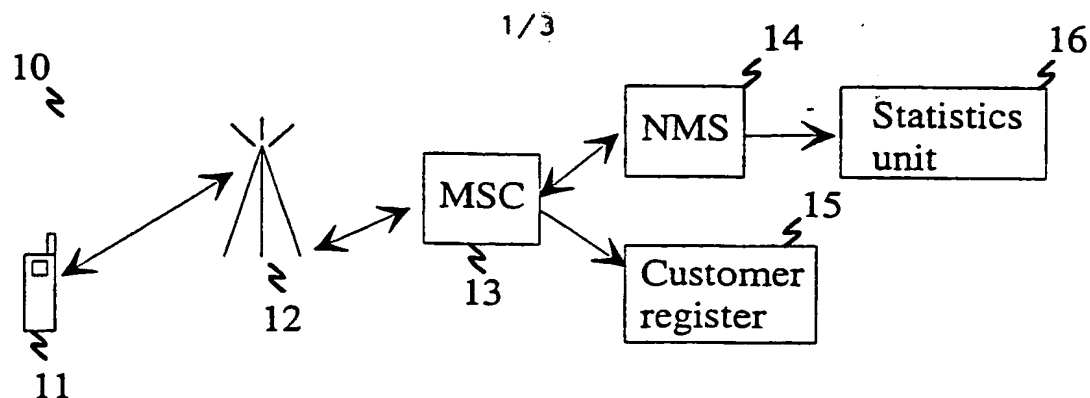 1/3
10
14
16
NMS
Statistics
unit
MSC
15
Customer
register
13
12
11